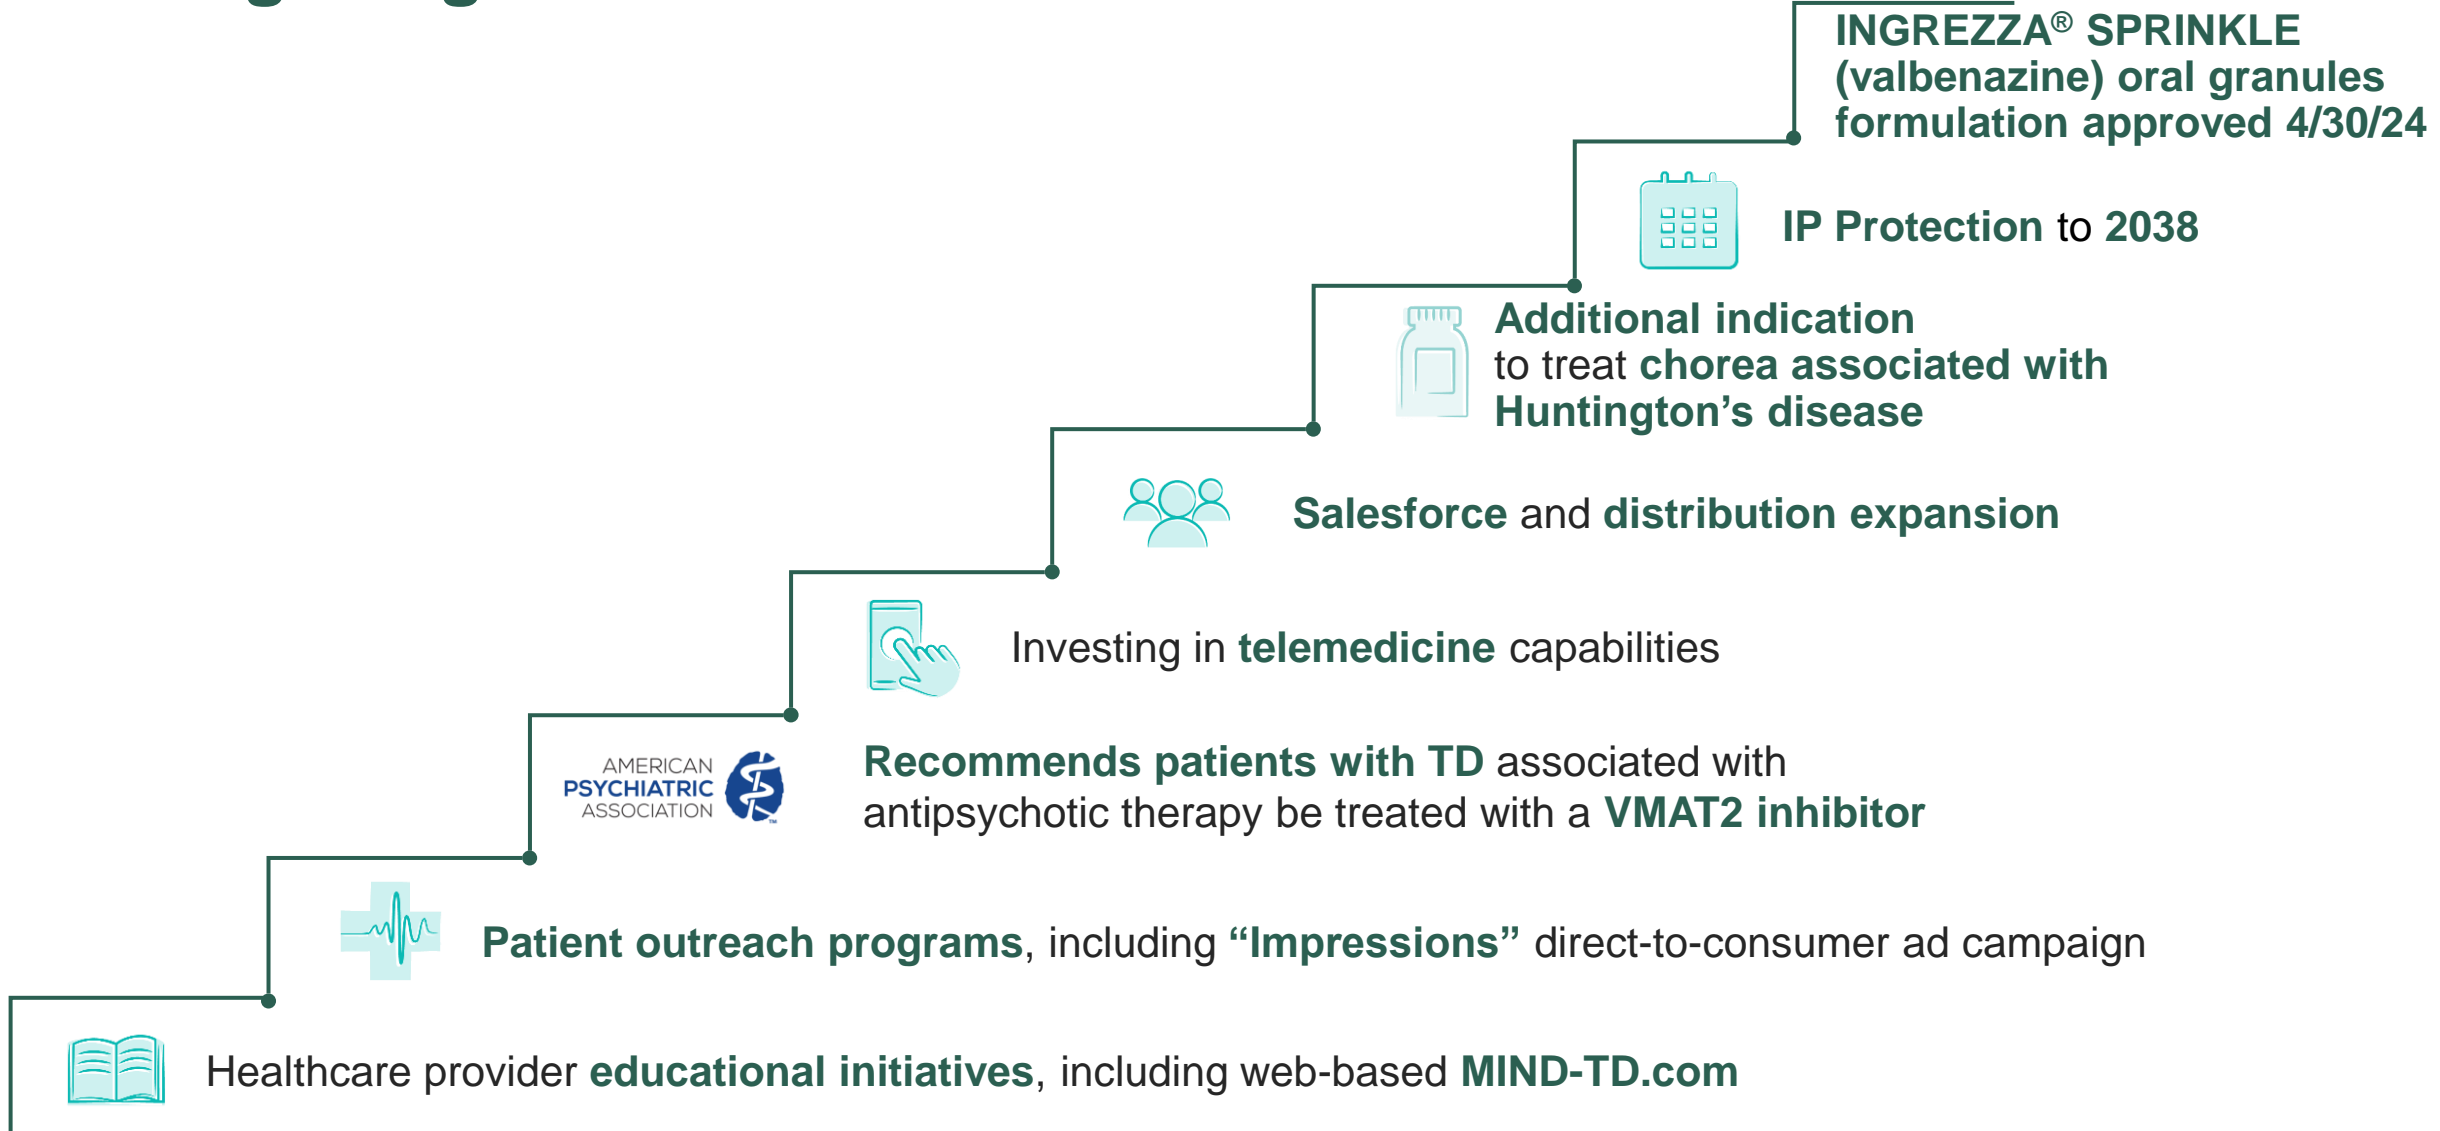 INGREZZA® SPRINKLE
(valbenazine) oral granules
formulation approved 4/30/24
IP Protection to 2038
Additional indication
to treat chorea associated with
Huntington’s disease
Salesforce and distribution expansion
Investing in telemedicine capabilities
AMERICAN
PSYCHIATRIC
ASSOCIATION
TM
Recommends patients with TD associated with
antipsychotic therapy be treated with a VMAT2 inhibitor
Patient outreach programs, including “Impressions” direct-to-consumer ad campaign
Healthcare provider educational initiatives, including web-based MIND-TD.com